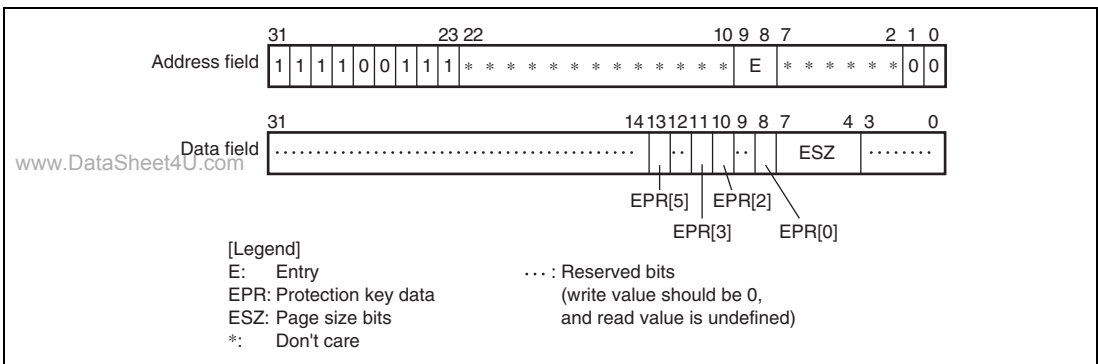 31 23 22 10 9 8 7 2 1 0
Address field 1 1 1 1 0 0 1 1 1 * * * * * * * * * * * * * E * * * * * * 0 0
31 14 13 12 11 10 9 8 7 4 3 0
Data field ESZ
www.DataSheet4U.com
EPR[5] EPR[2]
EPR[3] EPR[0]
[Legend]
E: Entry ··· : Reserved bits
EPR: Protection key data (write value should be 0,
ESZ: Page size bits and read value is undefined)
*: Don't care